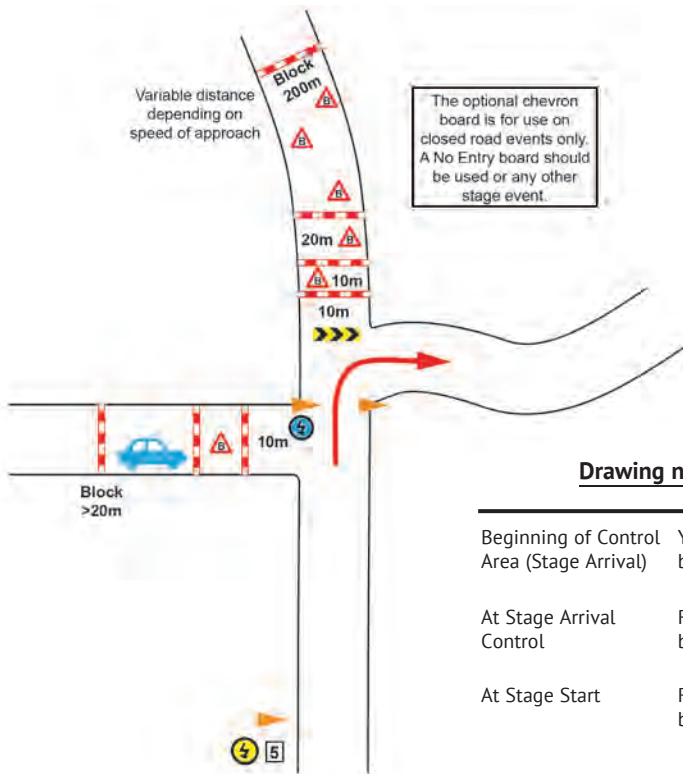 Block
200m
Variable distance
depending on
speed of approach
The optional chevron
board is for use on
closed road events only.
A No Entry board should
be used or any other
stage event.
B
B
B
20m B
B 10m
10m
B
10m
Block
>20m
Drawing n
Beginning of Control Y
Area (Stage Arrival) b
At Stage Arrival
Control
At Stage Start
5